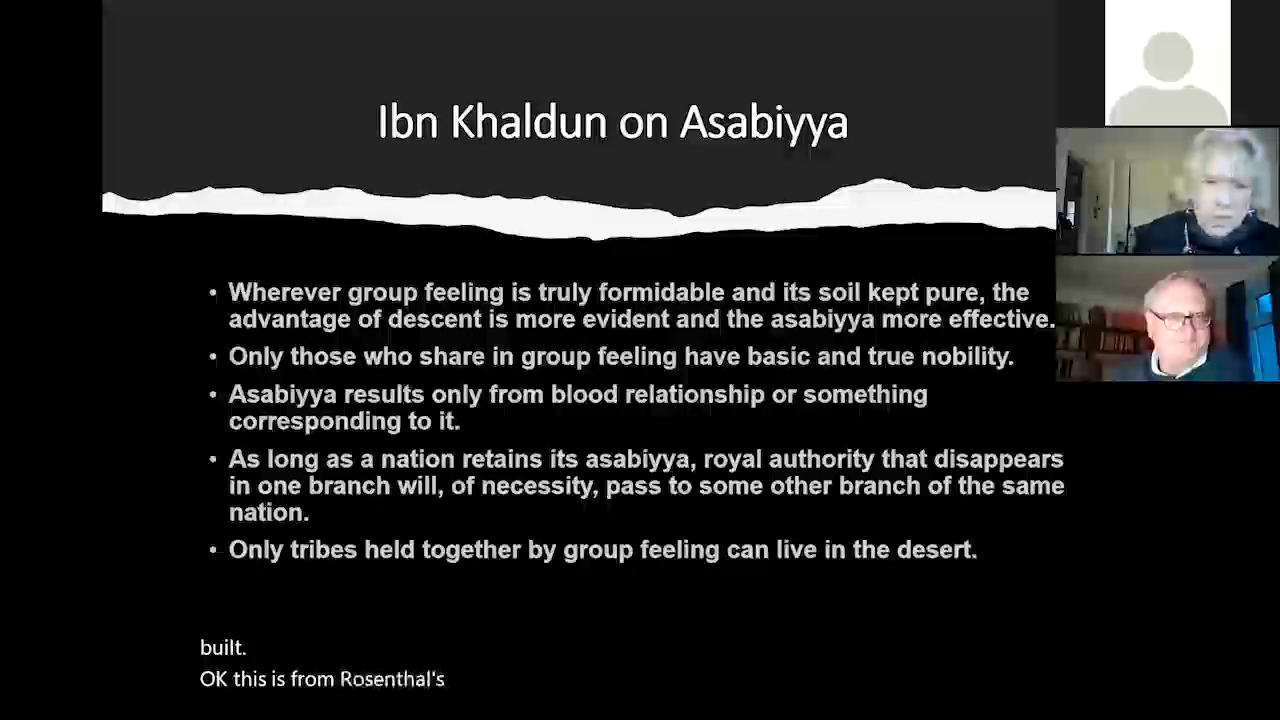 Ibn Khaldun on Asabiyya
• Wherever group feeling is truly formidable and its soil kept pure, the
advantage of descent is more evident and the asabiyya more effective.
• Only those who share in group feeling have basic and true nobility.
• Asabiyya results only from blood relationship or something
corresponding to it.
• As long as a nation retains its asabiyya, royal authority that disappears
in one branch will, of necessity, pass to some other branch of the same
nation.
• Only tribes held together by group feeling can live in the desert.
built.
OK this is from Rosenthal's